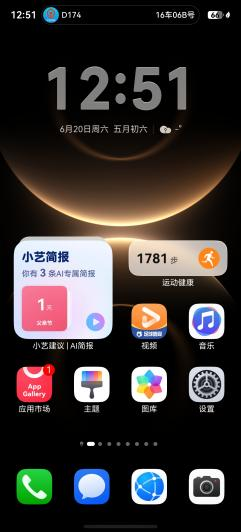 12:51 D174 16车06B号 66
12:51
6月20日周六 五月初六 -°
小艺简报
你有 3 条AI专属简报
1天
父亲节
小艺建议 | AI简报
1781 步
运动健康
视频
音乐
App Gallery
1
应用市场
主题
图库
设置